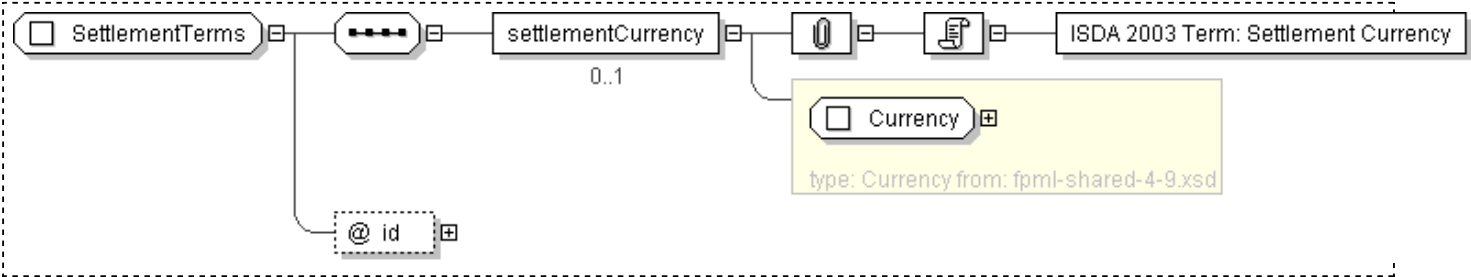 SettlementTerms
settlementCurrency
ISDA 2003 Term: Settlement Currency
0..1
Currency
type: Currency from: fpml-shared-4-9.xsd
@ id